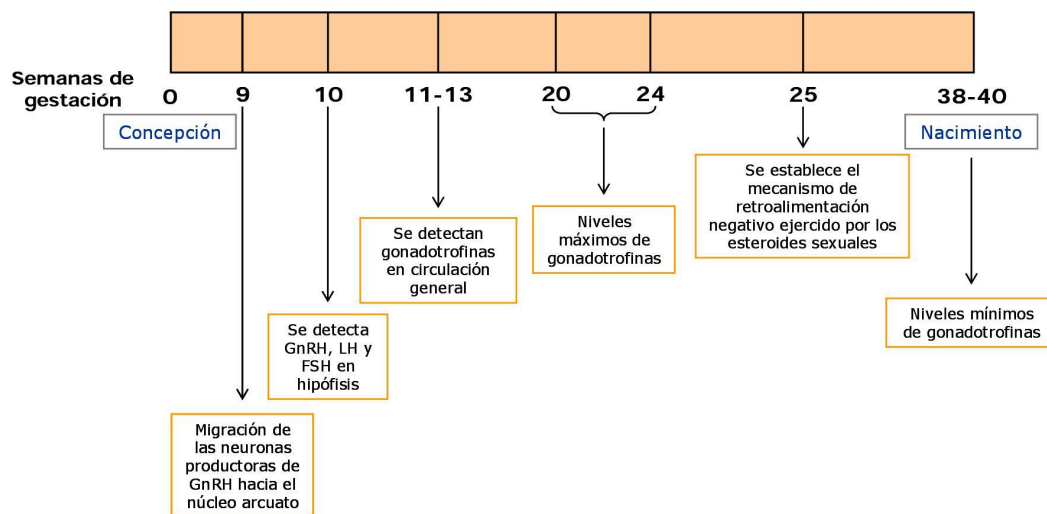 Semanas de
gestación
0
9
10
11-13
20
24
25
38-40
Concepción
Nacimiento
Migración de
las neuronas
productoras de
GnRH hacia el
núcleo arcuato
Se detecta
GnRH, LH y
FSH en
hipófisis
Se detectan
gonadotrofinas
en circulación
general
Niveles
máximos de
gonadotrofinas
Se establece el
mecanismo de
retroalimentación
negativo ejercido por los
esteroides sexuales
Niveles mínimos
de gonadotrofinas